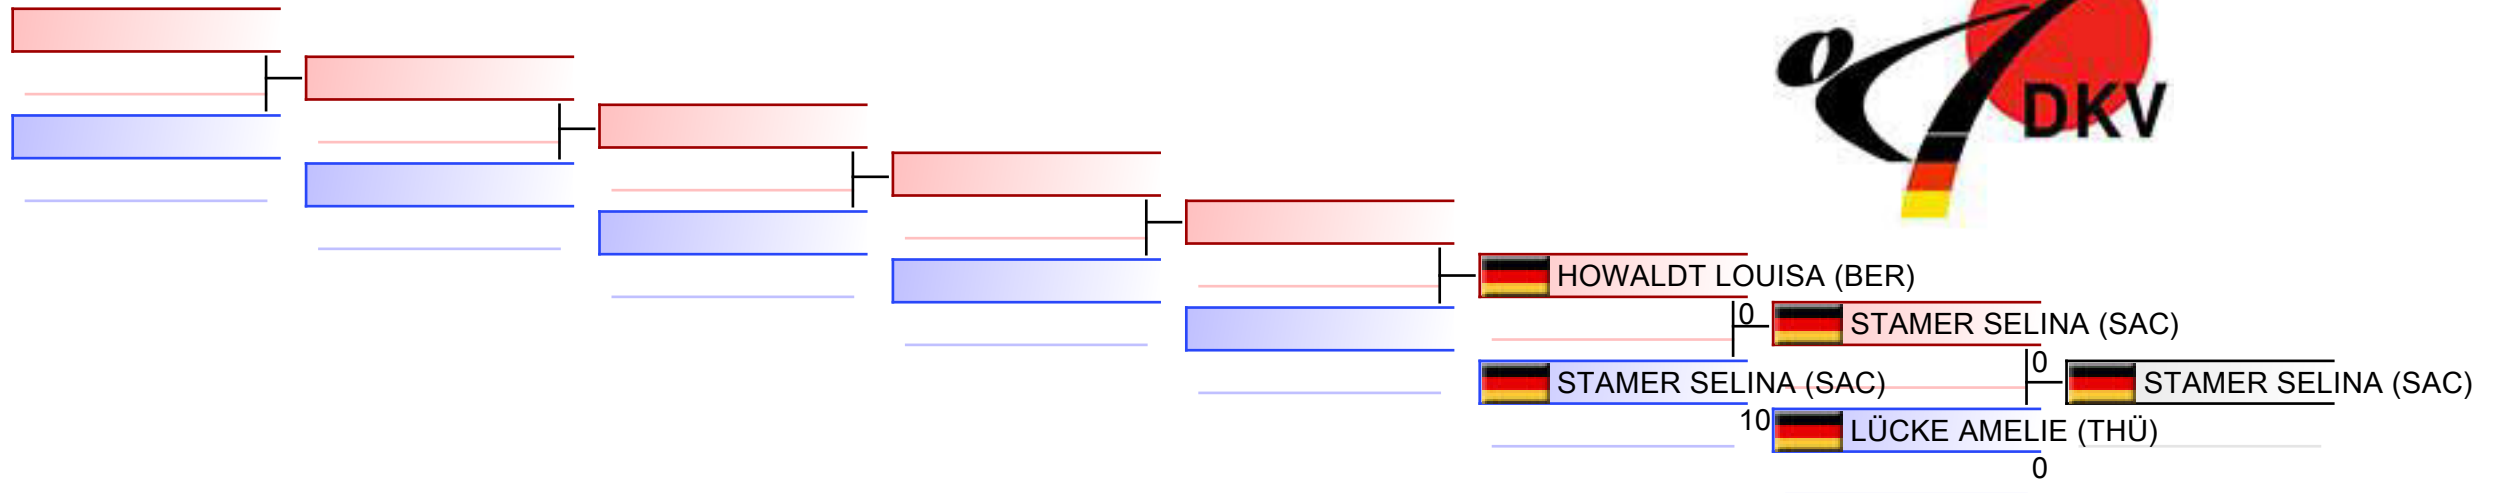 DKV
HOWALDT LOUISA (BER)
0
STAMER SELINA (SAC)
0
STAMER SELINA (SAC)
STAMER SELINA (SAC)
10
LÜCKE AMELIE (THÜ)
0